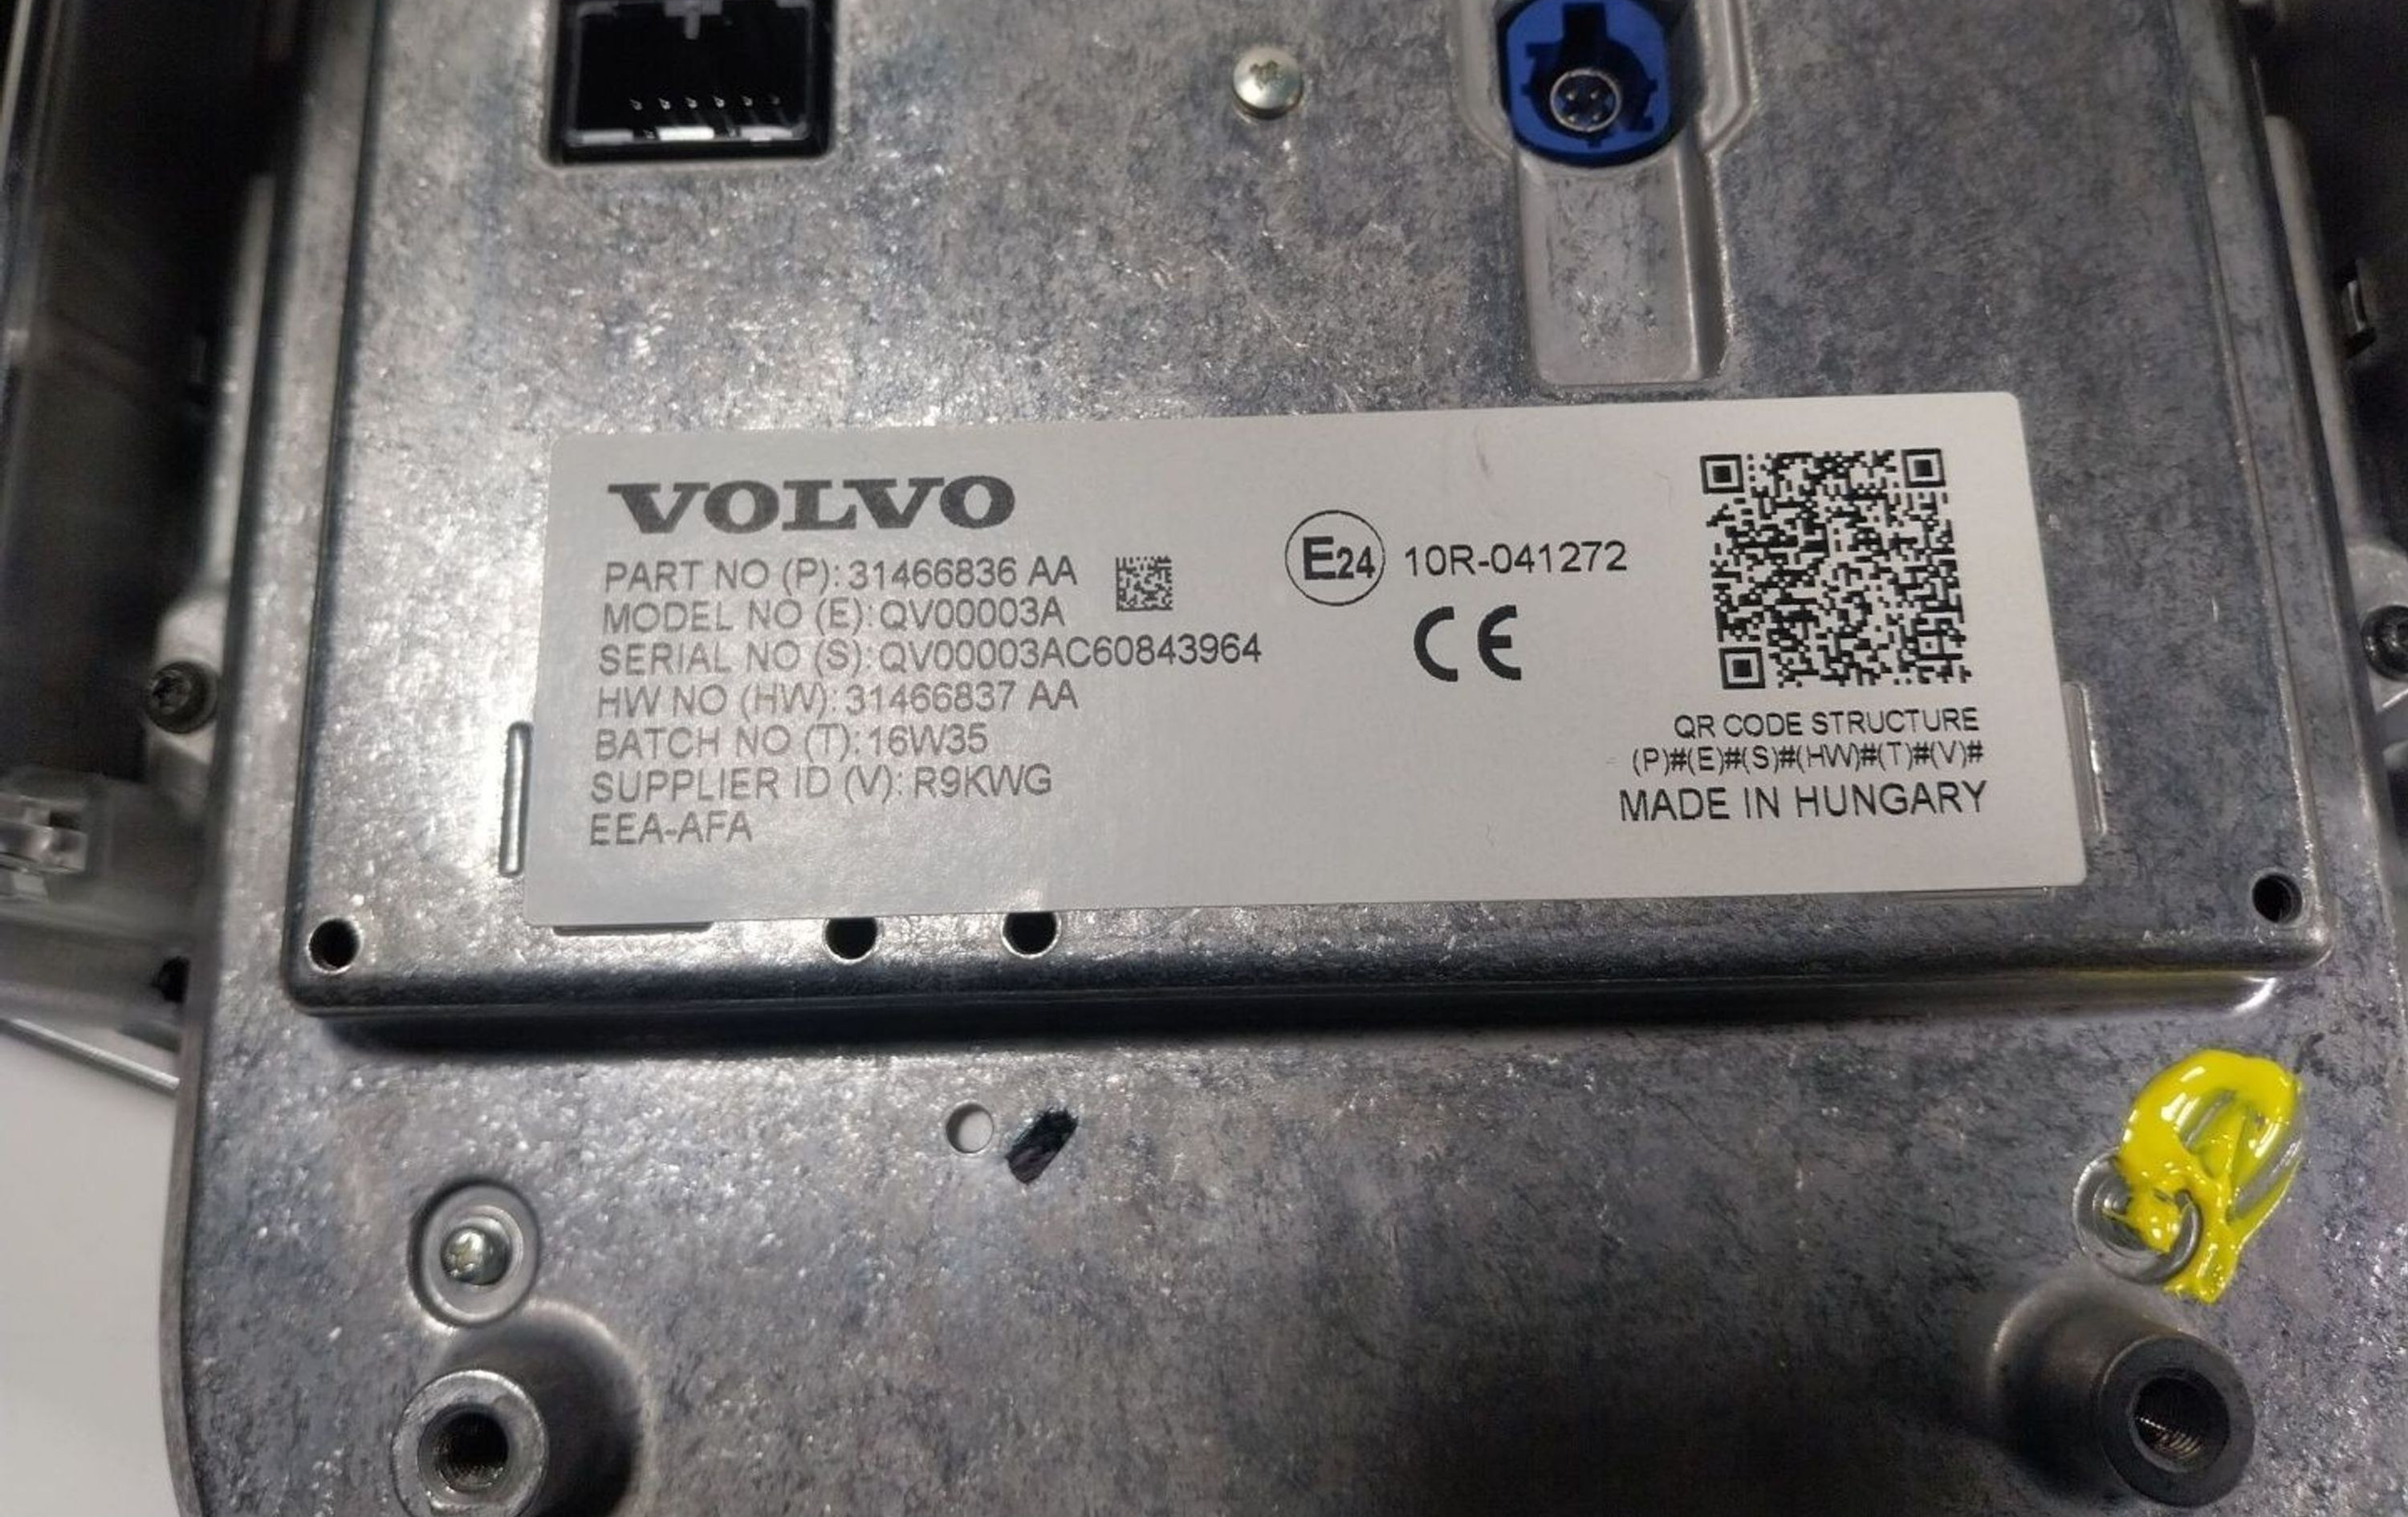 VOLVO
PART NO (P): 31466836 AA
MODEL NO (E): QV00003A
SERIAL NO (S): QV00003AC60843964
HW NO (HW): 31466837 AA
BATCH NO (T): 16W35
SUPPLIER ID (V): R9KWG
EEA-AFA
E24 10R-041272
CE
QR CODE STRUCTURE
(P)#(E)#(S)#(HW)#(T)#(V)#
MADE IN HUNGARY